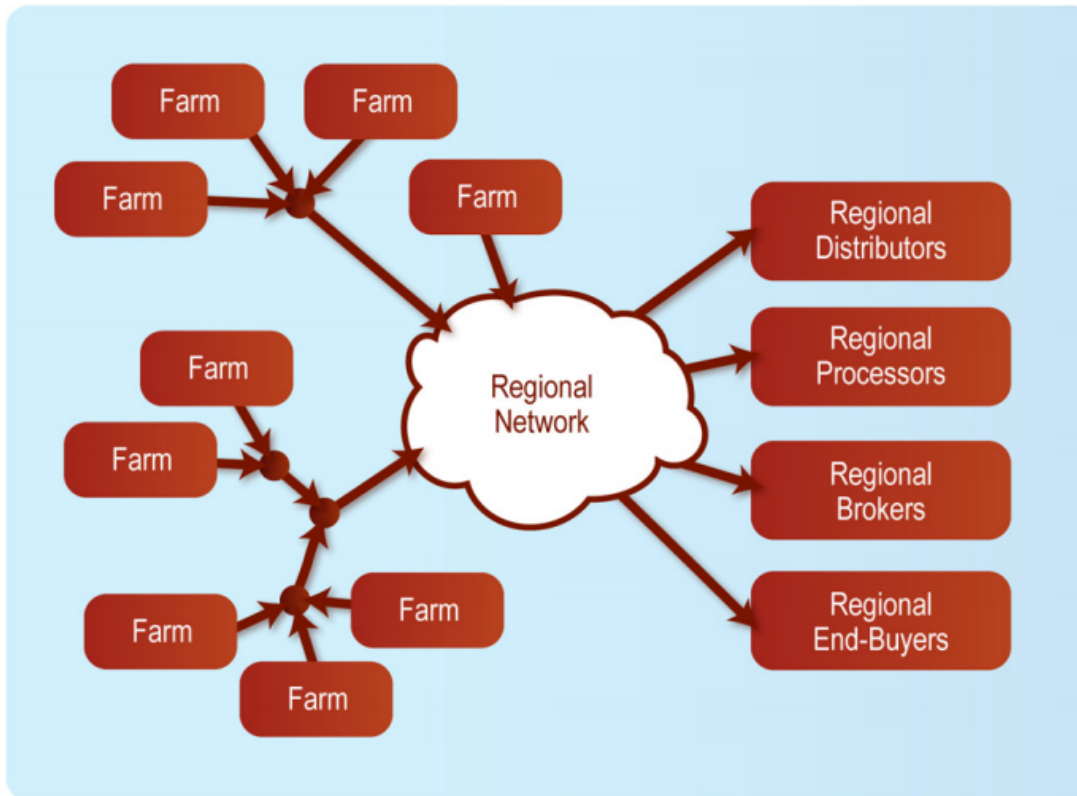 Farm
Farm
Farm
Farm
Regional
Distributors
Regional
Processors
Regional
Network
Farm
Farm
Regional
Brokers
Farm
Farm
Farm
Regional
End-Buyers